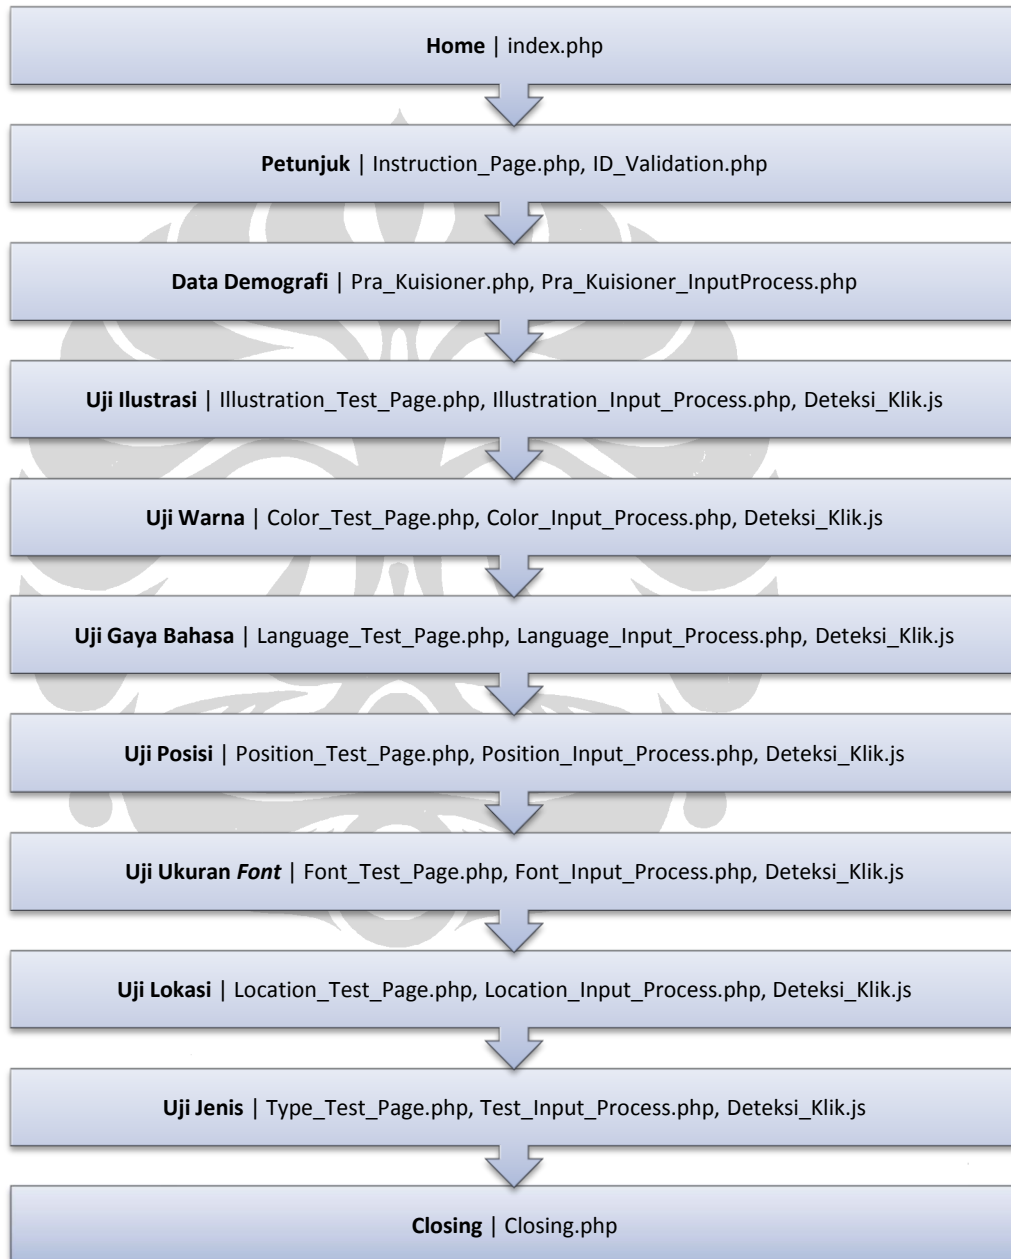 Home | index.php
Petunjuk | Instruction_Page.php, ID_Validation.php
Data Demografi | Pra_Kuisioner.php, Pra_Kuisioner_InputProcess.php
Uji Ilustrasi | Illustration_Test_Page.php, Illustration_Input_Process.php, Deteksi_Klik.js
Uji Warna | Color_Test_Page.php, Color_Input_Process.php, Deteksi_Klik.js
Uji Gaya Bahasa | Language_Test_Page.php, Language_Input_Process.php, Deteksi_Klik.js
Uji Posisi | Position_Test_Page.php, Position_Input_Process.php, Deteksi_Klik.js
Uji Ukuran Font | Font_Test_Page.php, Font_Input_Process.php, Deteksi_Klik.js
Uji Lokasi | Location_Test_Page.php, Location_Input_Process.php, Deteksi_Klik.js
Uji Jenis | Type_Test_Page.php, Test_Input_Process.php, Deteksi_Klik.js
Closing | Closing.php